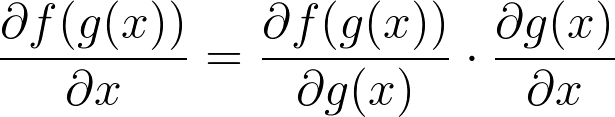 ∂f(g(x))/∂x = ∂f(g(x))/∂g(x) · ∂g(x)/∂x